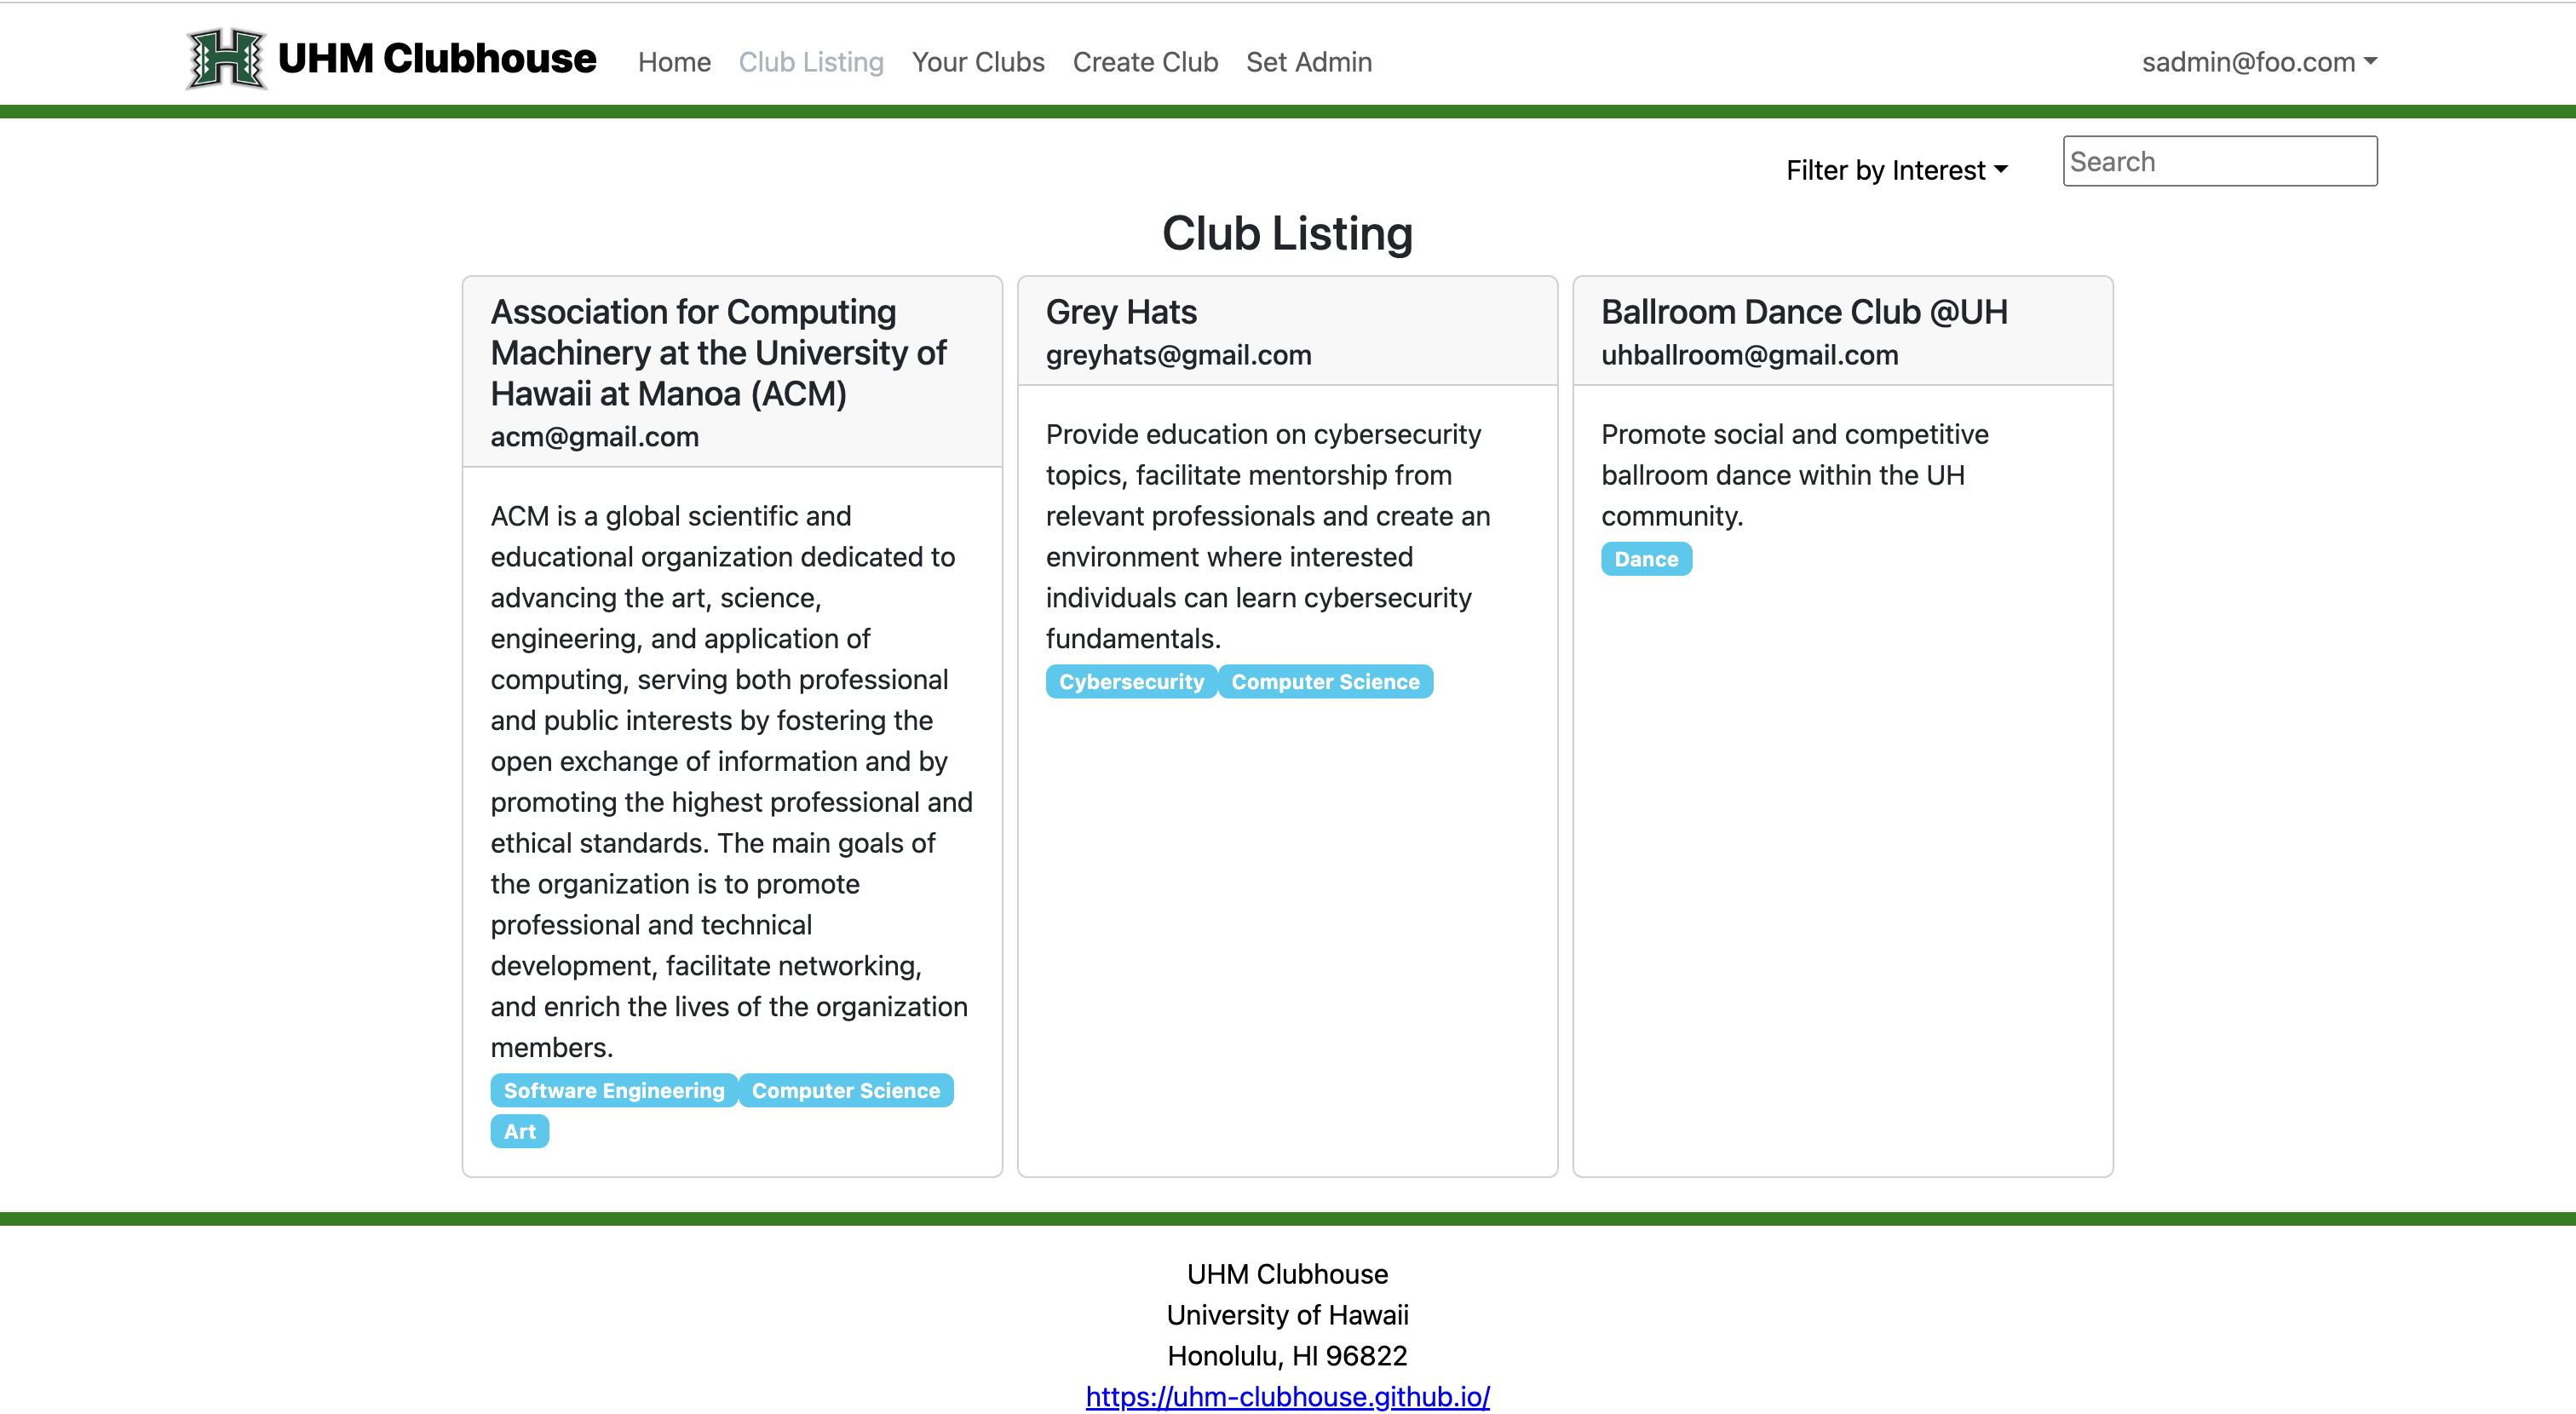 UHM Clubhouse Home Club Listing Your Clubs Create Club Set Admin sadmin@foo.com
Filter by Interest Search
Club Listing
Association for Computing
Machinery at the University of
Hawaii at Manoa (ACM)
acm@gmail.com
ACM is a global scientific and
educational organization dedicated to
advancing the art, science,
engineering, and application of
computing, serving both professional
and public interests by fostering the
open exchange of information and by
promoting the highest professional and
ethical standards. The main goals of
the organization is to promote
professional and technical
development, facilitate networking,
and enrich the lives of the organization
members.
Software Engineering Computer Science
Art
Grey Hats
greyhats@gmail.com
Provide education on cybersecurity
topics, facilitate mentorship from
relevant professionals and create an
environment where interested
individuals can learn cybersecurity
fundamentals.
Cybersecurity Computer Science
Ballroom Dance Club @UH
uhballroom@gmail.com
Promote social and competitive
ballroom dance within the UH
community.
Dance
UHM Clubhouse
University of Hawaii
Honolulu, HI 96822
https://uhm-clubhouse.github.io/